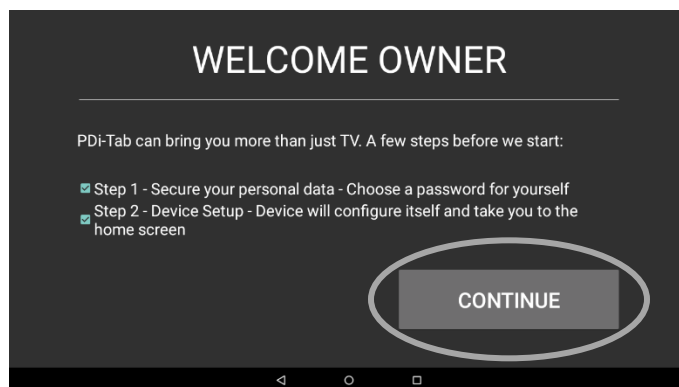 WELCOME OWNER
PDi-Tab can bring you more than just TV. A few steps before we start:
Step 1 - Secure your personal data - Choose a password for yourself
Step 2 - Device Setup - Device will configure itself and take you to the
home screen
CONTINUE